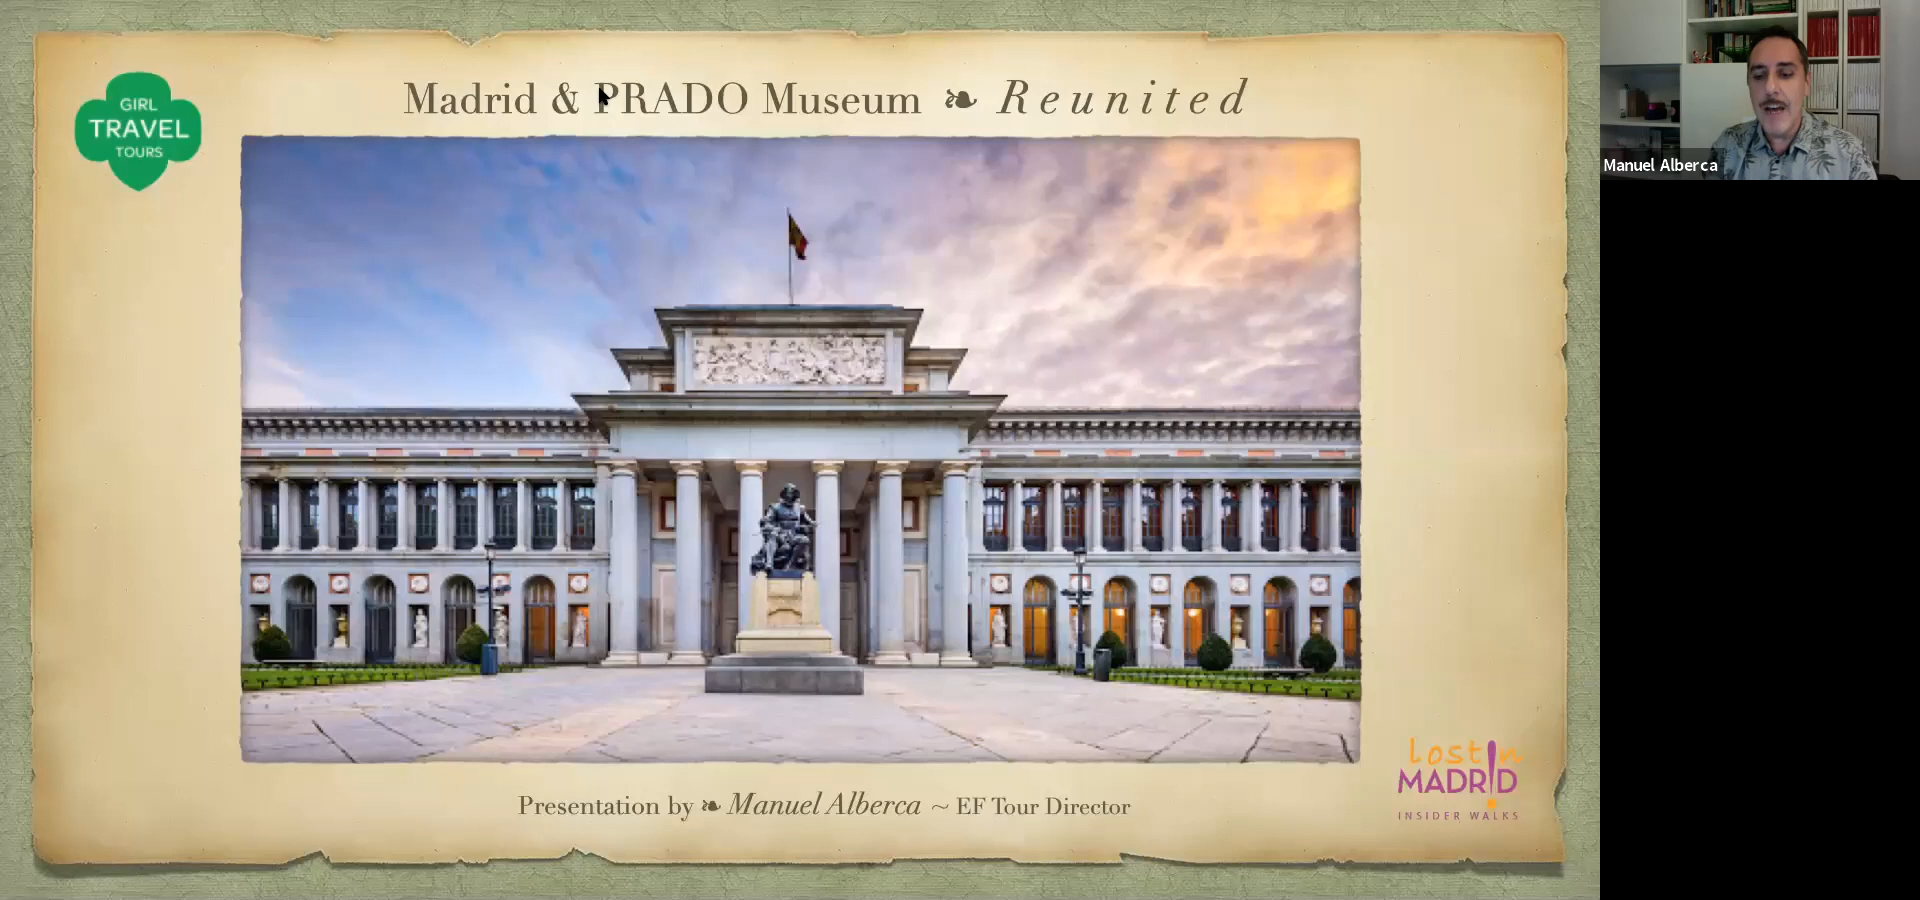 Madrid & PRADO Museum ❧ Reunited
GIRL
TRAVEL
TOURS
Manuel Alberca
Presentation by ❧ Manuel Alberca ~ EF Tour Director
Lost in
MADRID
INSIDER WALKS